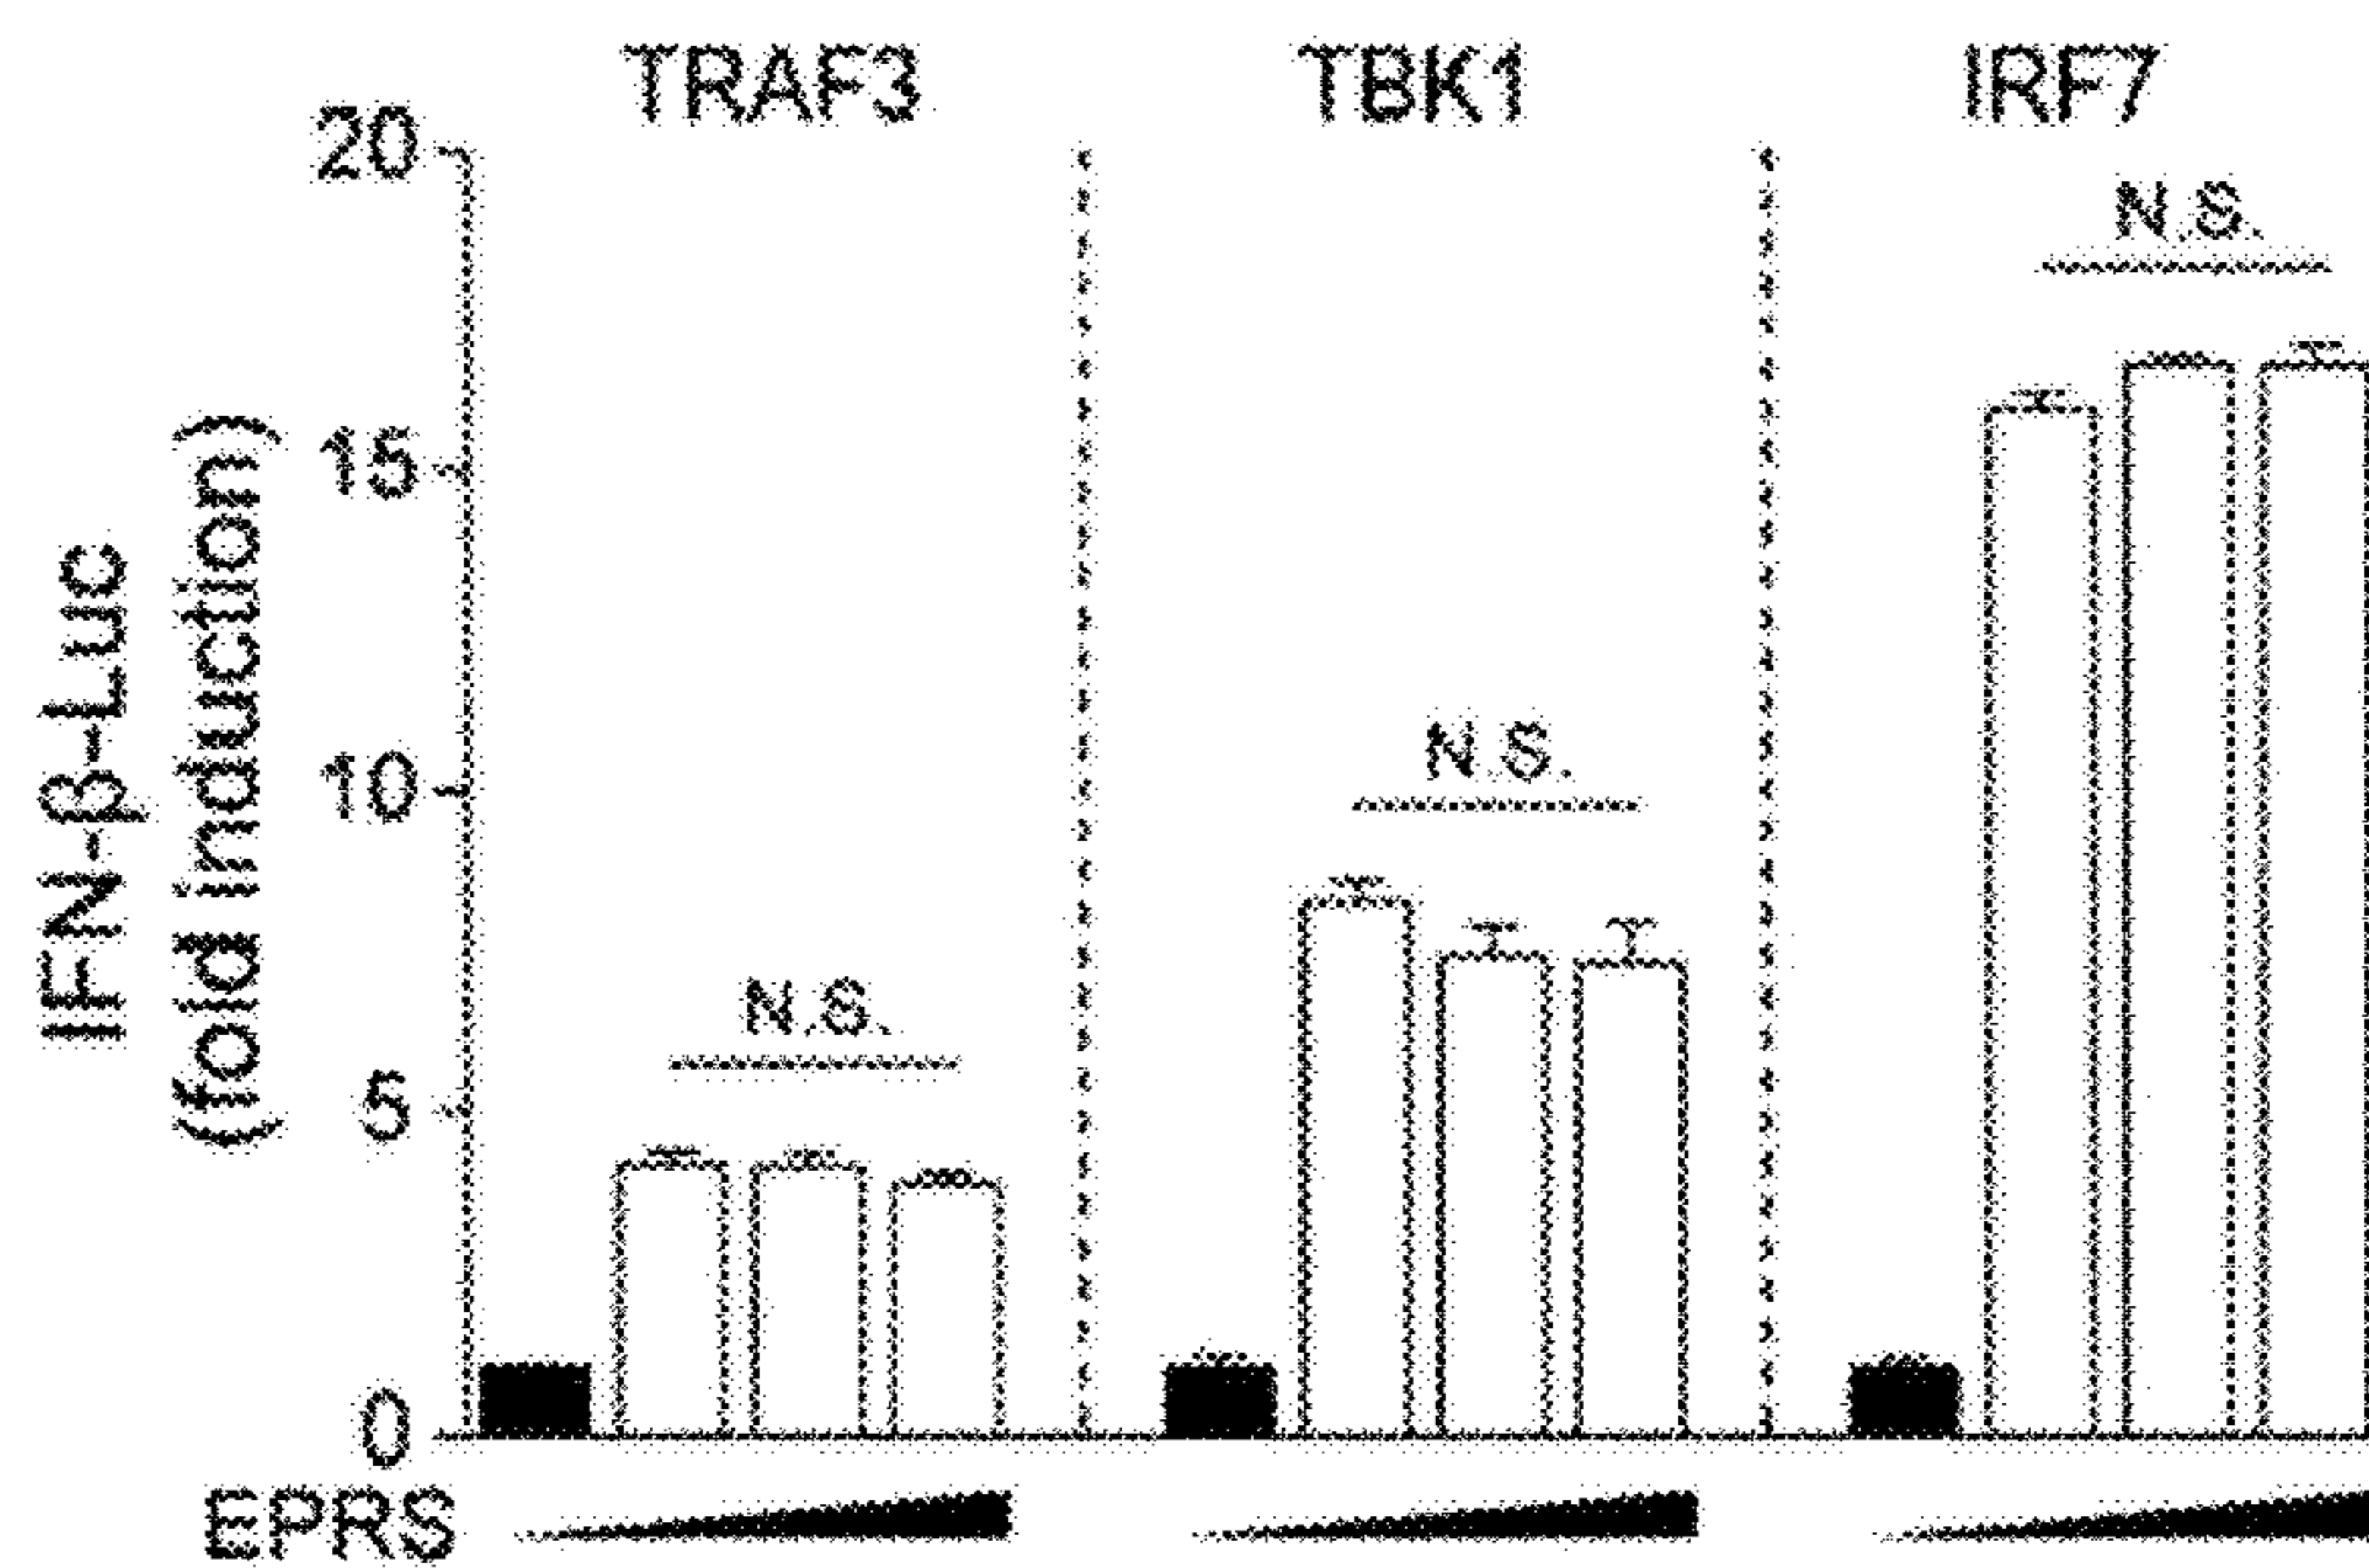 TRAF3 TBK1 IRF7
20
15
10
5
0
IFN-β-Luc
(fold induction)
N.S.
N.S.
N.S.
EPRS